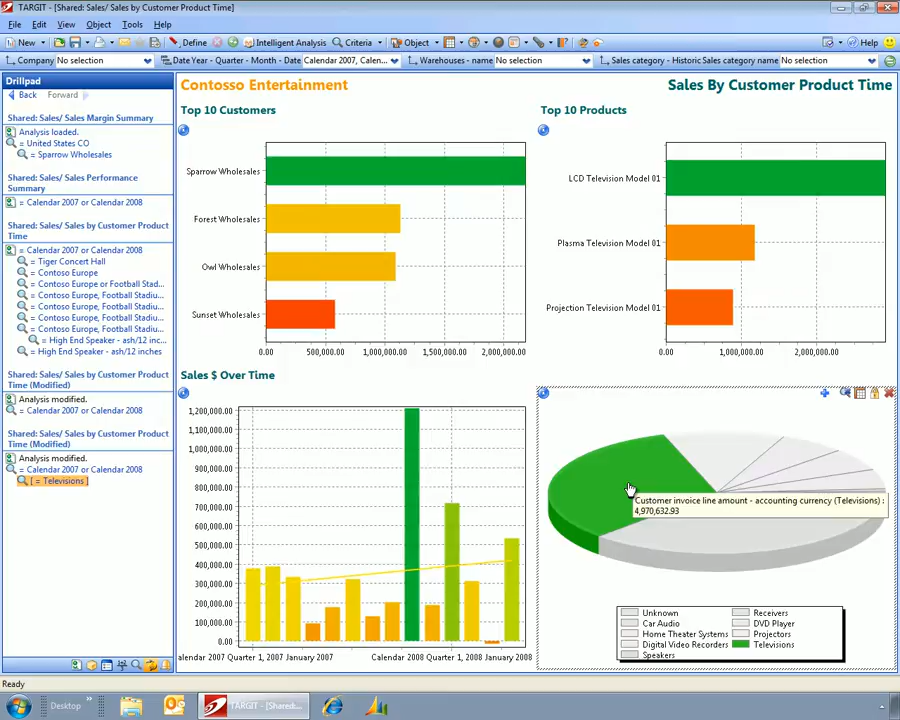 TARGIT - [Shared: Sales/ Sales by Customer Product Time]
File Edit View Object Tools Help
New Define Intelligent Analysis Criteria Object Help
Company No selection Date Year - Quarter - Month - Date Calendar 2007, Calen... Warehouses - name No selection Sales category - Historic Sales category name No selection
Drillpad
Back Forward
Shared: Sales/ Sales Margin Summary
Analysis loaded.
= United States CO
= Sparrow Wholesales
Shared: Sales/ Sales Performance
Summary
= Calendar 2007 or Calendar 2008
Shared: Sales/ Sales by Customer Product
Time
= Calendar 2007 or Calendar 2008
= Tiger Concert Hall
= Contoso Europe
= Contoso Europe or Football Stad...
= Contoso Europe, Football Stadiu...
= Contoso Europe, Football Stadiu...
= Contoso Europe, Football Stadiu...
= Contoso Europe, Football Stadiu...
= High End Speaker - ash/12 inc...
= High End Speaker - ash/12 inches
Shared: Sales/ Sales by Customer Product
Time (Modified)
Analysis modified.
= Calendar 2007 or Calendar 2008
Shared: Sales/ Sales by Customer Product
Time (Modified)
Analysis modified.
= Calendar 2007 or Calendar 2008
[ = Televisions ]
Contosso Entertainment
Sales By Customer Product Time
Top 10 Customers
Sparrow Wholesales
Forest Wholesales
Owl Wholesales
Sunset Wholesales
0.00 500,000.00 1,000,000.00 1,500,000.00 2,000,000.00
Top 10 Products
LCD Television Model 01
Plasma Television Model 01
Projection Television Model 01
0.00 1,000,000.00 2,000,000.00
Sales $ Over Time
1,200,000.00
1,100,000.00
1,000,000.00
900,000.00
800,000.00
700,000.00
600,000.00
500,000.00
400,000.00
300,000.00
200,000.00
100,000.00
0.00
alendar 2007 Quarter 1, 2007 January 2007 Calendar 2008 Quarter 1, 2008 January 2008
Customer invoice line amount - accounting currency (Televisions) :
4,970,632.93
Unknown Receivers
Car Audio DVD Player
Home Theater Systems Projectors
Digital Video Recorders Televisions
Speakers
Ready
Desktop » TARGIT - [Shared:...